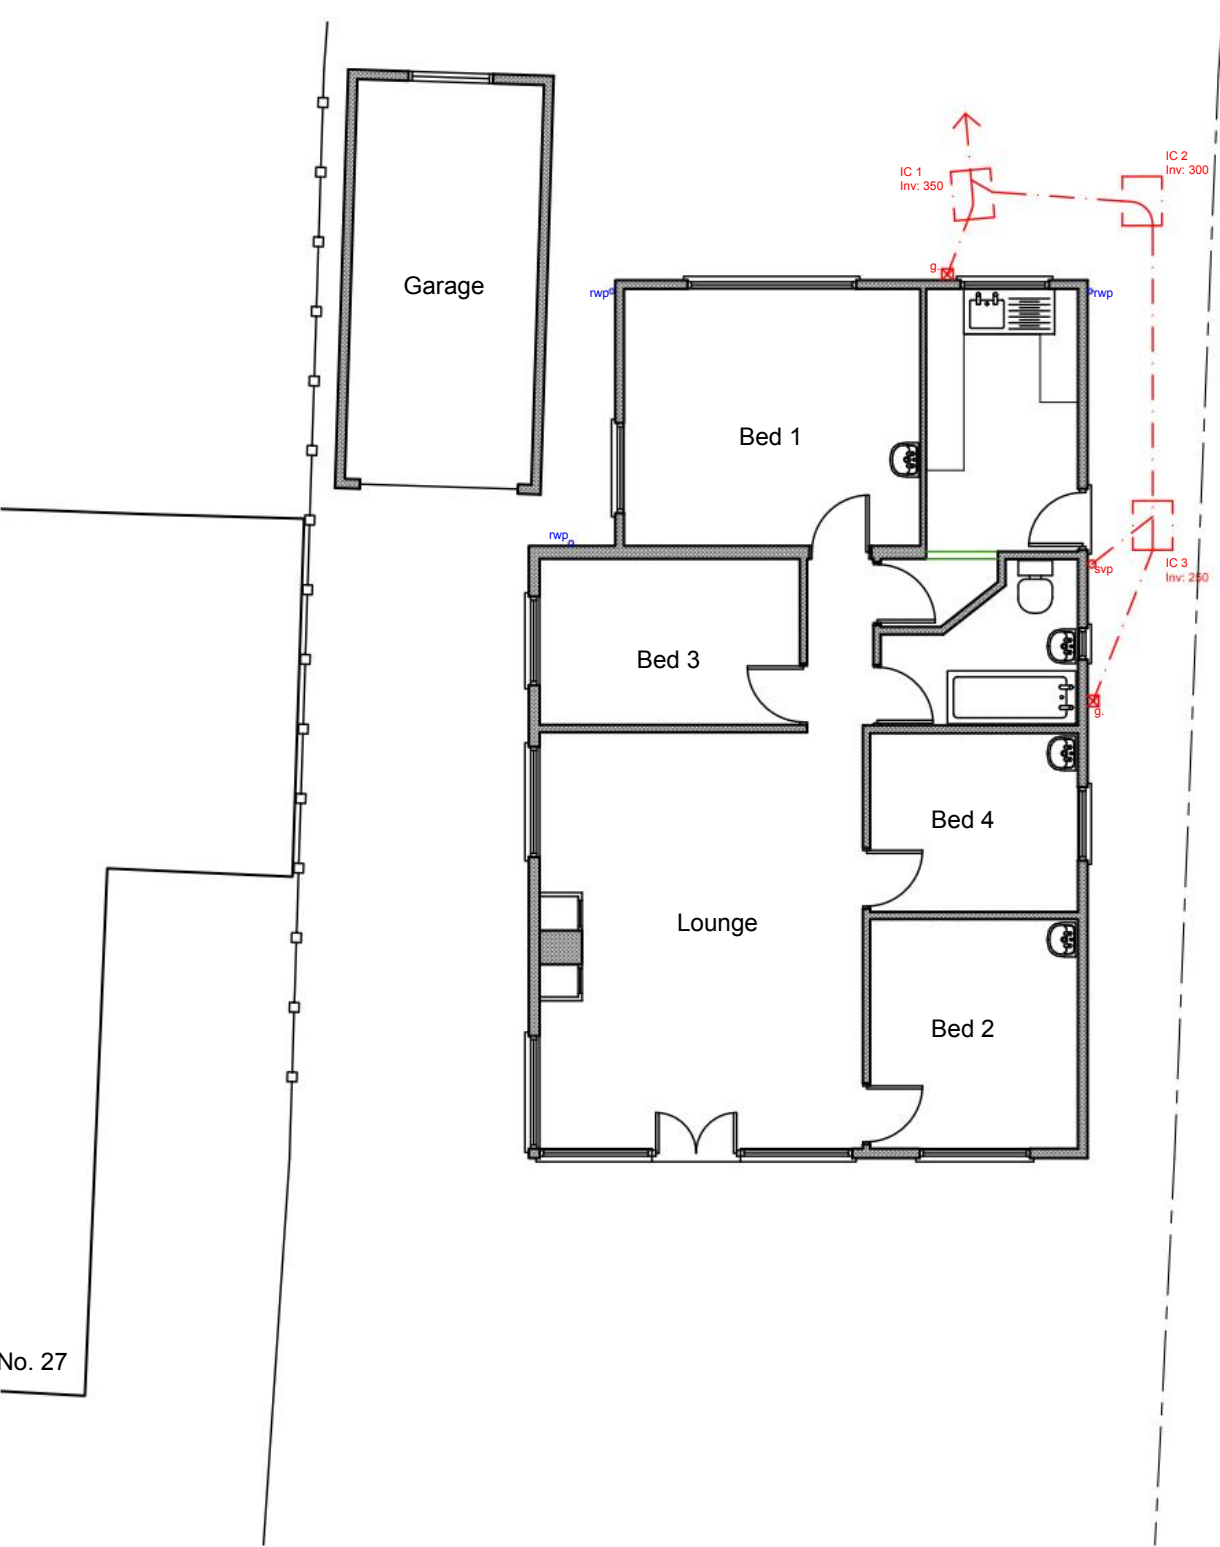 IC 2
Inv: 300
IC 1
Inv: 350
g.
Garage
rwp
rwp
Bed 1
rwp
svp
IC 3
Inv: 250
Bed 3
g.
Bed 4
Lounge
Bed 2
No. 27